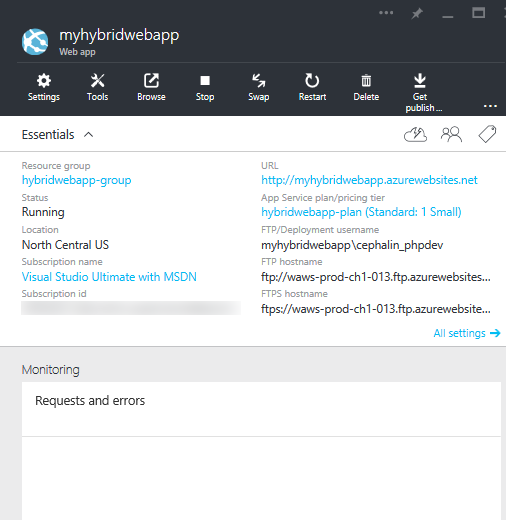 myhybridwebapp
Web app
Settings Tools Browse Stop Swap Restart Delete Get publish...
Essentials
Resource group
hybridwebapp-group
URL
http://myhybridwebapp.azurewebsites.net
Status
Running
App Service plan/pricing tier
hybridwebapp-plan (Standard: 1 Small)
Location
North Central US
FTP/Deployment username
myhybridwebapp\cephalin_phpdev
Subscription name
Visual Studio Ultimate with MSDN
FTP hostname
ftp://waws-prod-ch1-013.ftp.azurewebsites...
Subscription id
FTPS hostname
ftps://waws-prod-ch1-013.ftp.azurewebsite...
All settings
Monitoring
Requests and errors